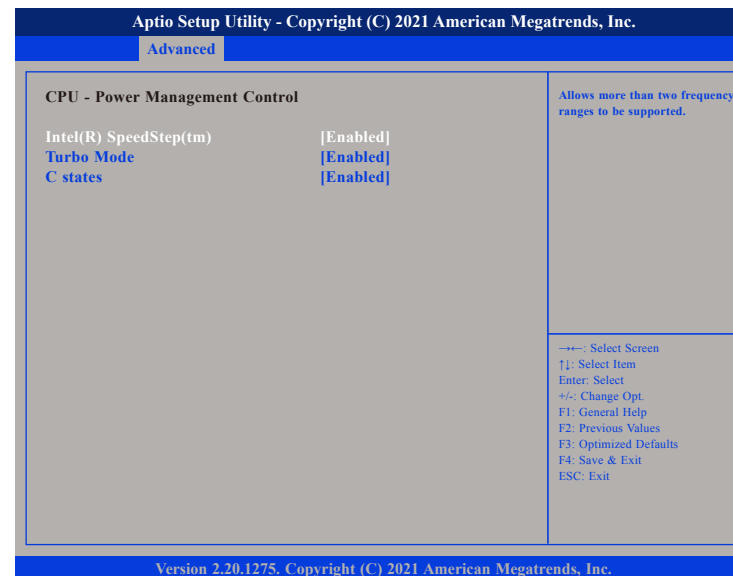 Aptio Setup Utility - Copyright (C) 2021 American Megatrends, Inc.
Advanced
CPU - Power Management Control
Intel(R) SpeedStep(tm) [Enabled]
Turbo Mode [Enabled]
C states [Enabled]
Allows more than two frequency
ranges to be supported.
→←: Select Screen
↑↓: Select Item
Enter: Select
+/-: Change Opt.
F1: General Help
F2: Previous Values
F3: Optimized Defaults
F4: Save & Exit
ESC: Exit
Version 2.20.1275. Copyright (C) 2021 American Megatrends, Inc.